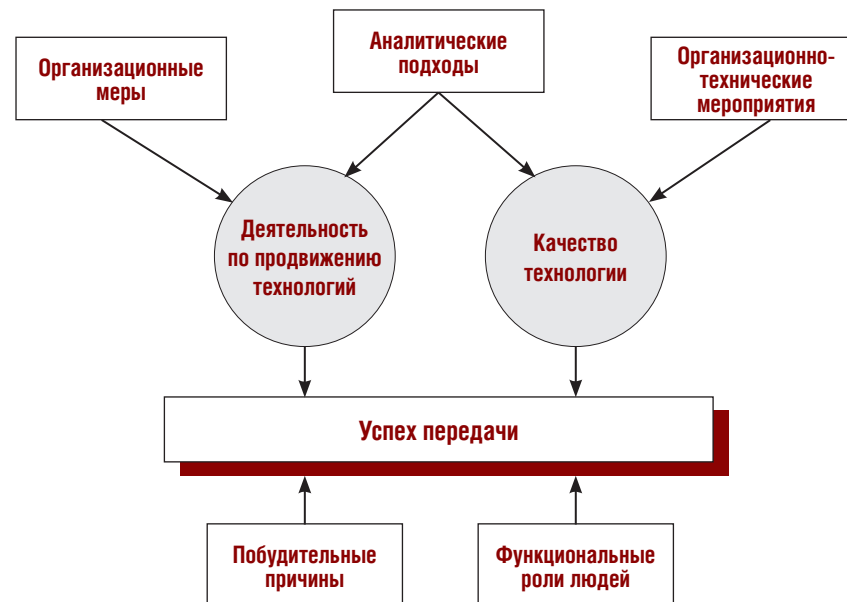 Организационные
меры
Аналитические
подходы
Организационно-
технические
мероприятия
Деятельность
по продвижению
технологий
Качество
технологии
Успех передачи
Побудительные
причины
Функциональные
роли людей